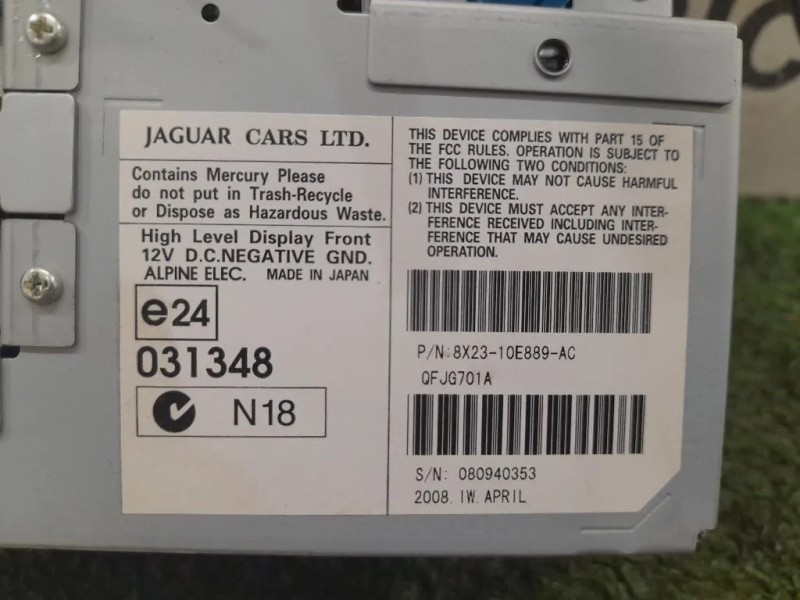 JAGUAR CARS LTD.
Contains Mercury Please
do not put in Trash-Recycle
or Dispose as Hazardous Waste.
High Level Display Front
12V D.C.NEGATIVE GND.
ALPINE ELEC. MADE IN JAPAN
e24
031348
N18
THIS DEVICE COMPLIES WITH PART 15 OF
THE FCC RULES. OPERATION IS SUBJECT TO
THE FOLLOWING TWO CONDITIONS:
(1) THIS DEVICE MAY NOT CAUSE HARMFUL
INTERFERENCE.
(2) THIS DEVICE MUST ACCEPT ANY INTER-
FERENCE RECEIVED INCLUDING INTER-
FERENCE THAT MAY CAUSE UNDESIRED
OPERATION.
P/N:8X23-10E889-AC
QFJG701A
S/N: 080940353
2008. IW. APRIL